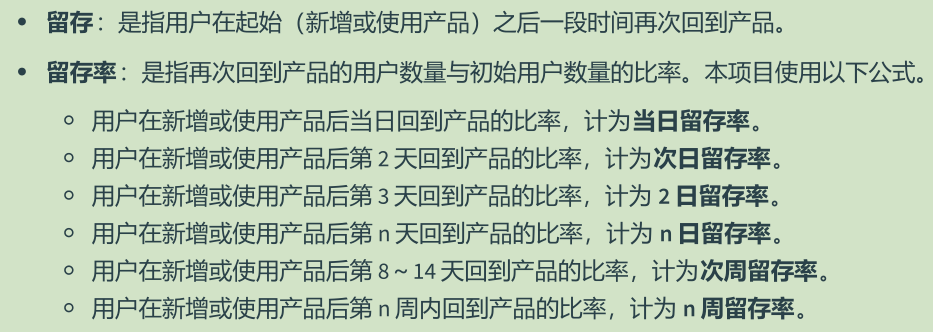 留存：是指用户在起始（新增或使用产品）之后一段时间再次回到产品。
留存率：是指再次回到产品的用户数量与初始用户数量的比率。本项目使用以下公式。
用户在新增或使用产品后当日回到产品的比率，计为当日留存率。
用户在新增或使用产品后第 2 天回到产品的比率，计为次日留存率。
用户在新增或使用产品后第 3 天回到产品的比率，计为 2 日留存率。
用户在新增或使用产品后第 n 天回到产品的比率，计为 n 日留存率。
用户在新增或使用产品后第 8 ~ 14 天回到产品的比率，计为次周留存率。
用户在新增或使用产品后第 n 周内回到产品的比率，计为 n 周留存率。